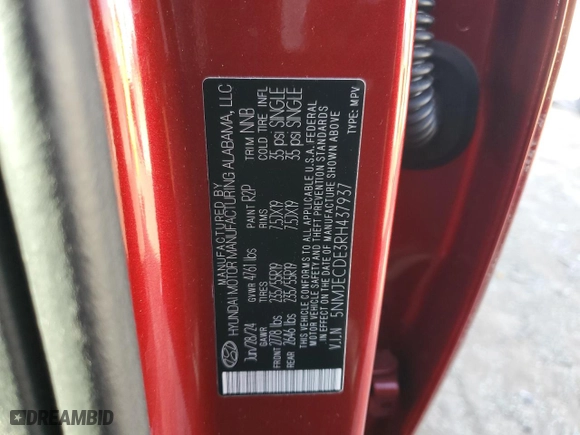 MANUFACTURED BY
HYUNDAI MOTOR MANUFACTURING ALABAMA, LLC
Jun/28/24 GVWR 4761 lbs PAINT R2P TRIM NNB
GAWR RIMS COLD TIRE INFL
FRONT 2778 lbs 235/55R19 7.5JX19 35 psi SINGLE
REAR 2646 lbs 235/55R19 7.5JX19 35 psi SINGLE
THIS VEHICLE CONFORMS TO ALL APPLICABLE U.S.A. FEDERAL
MOTOR VEHICLE SAFETY AND THEFT PREVENTION STANDARDS
IN EFFECT ON THE DATE OF MANUFACTURE SHOWN ABOVE
V.I.N 5NMJECDE3RH437937 TYPE: MPV
DREAMBID